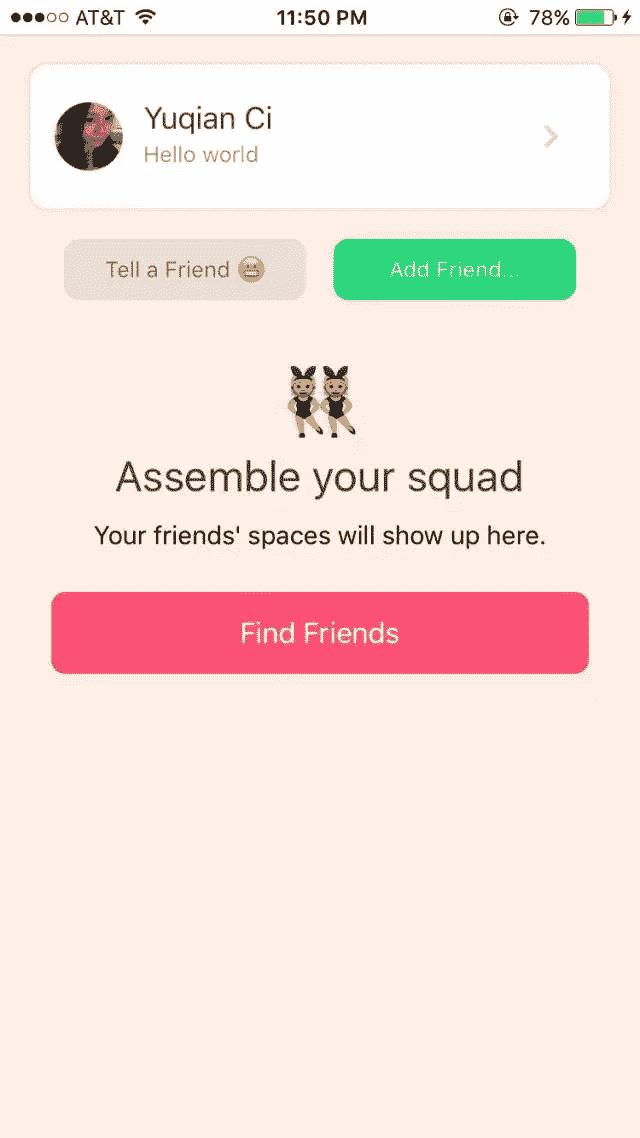 AT&T 11:50 PM 78%
Yuqian Ci
Hello world
Tell a Friend 😬 Add Friend...
Assemble your squad
Your friends' spaces will show up here.
Find Friends